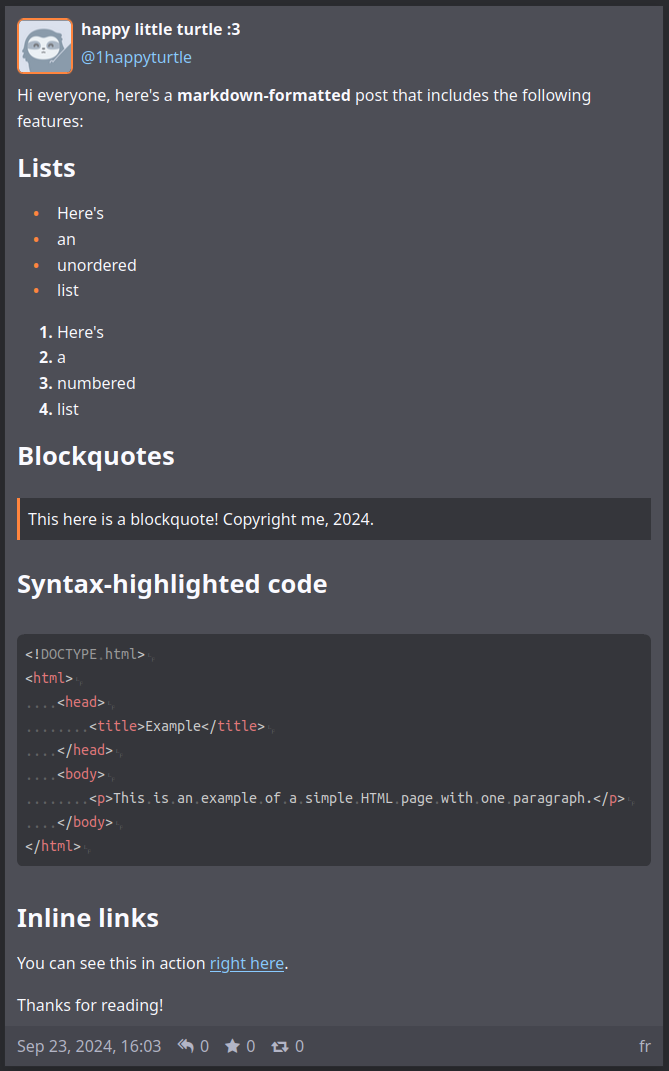 happy little turtle :3
@1happyturtle
Hi everyone, here's a markdown-formatted post that includes the following
features:
Lists
• Here's
• an
• unordered
• list
1. Here's
2. a
3. numbered
4. list
Blockquotes
This here is a blockquote! Copyright me, 2024.
Syntax-highlighted code
<!DOCTYPE.html>
<html>
....<head>
........<title>Example</title>
....</head>
....<body>
........<p>This.is.an.example.of.a.simple.HTML.page.with.one.paragraph.</p>
....</body>
</html>
Inline links
You can see this in action right here.
Thanks for reading!
Sep 23, 2024, 16:03 0 0 0 fr